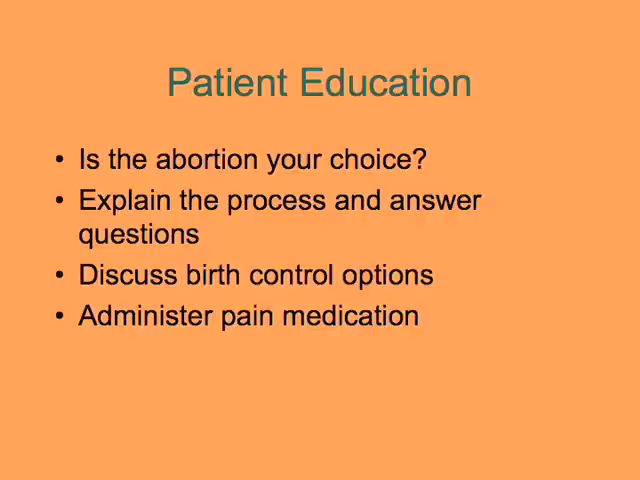 Patient Education
• Is the abortion your choice?
• Explain the process and answer
questions
• Discuss birth control options
• Administer pain medication